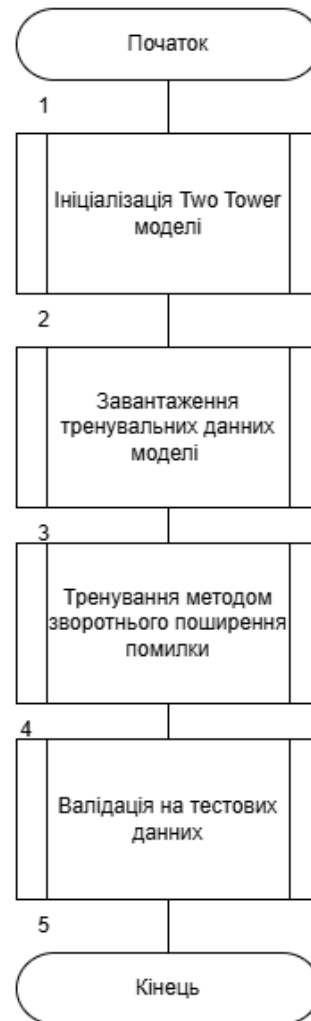 Початок
1
Ініціалізація Two Tower
моделі
2
Завантаження
тренувальних данних
моделі
3
Тренування методом
зворотнього поширення
помилки
4
Валідація на тестових
данних
5
Кінець